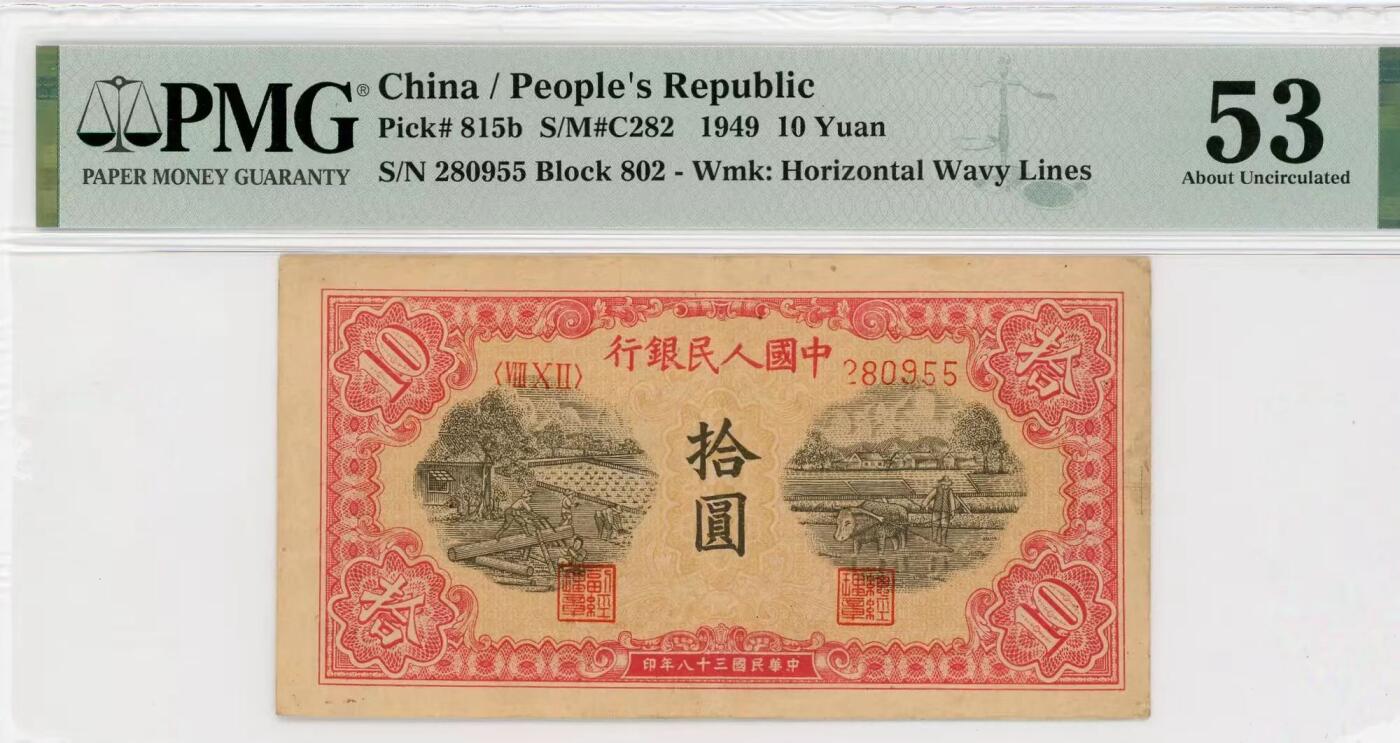 PMG®
PAPER MONEY GUARANTY
China / People's Republic
Pick# 815b S/M#C282 1949 10 Yuan
S/N 280955 Block 802 - Wmk: Horizontal Wavy Lines
53
About Uncirculated
10
拾
行銀民人國中
〈VIII X II〉
280955
拾圓
拾
10
印年八十三國民華中